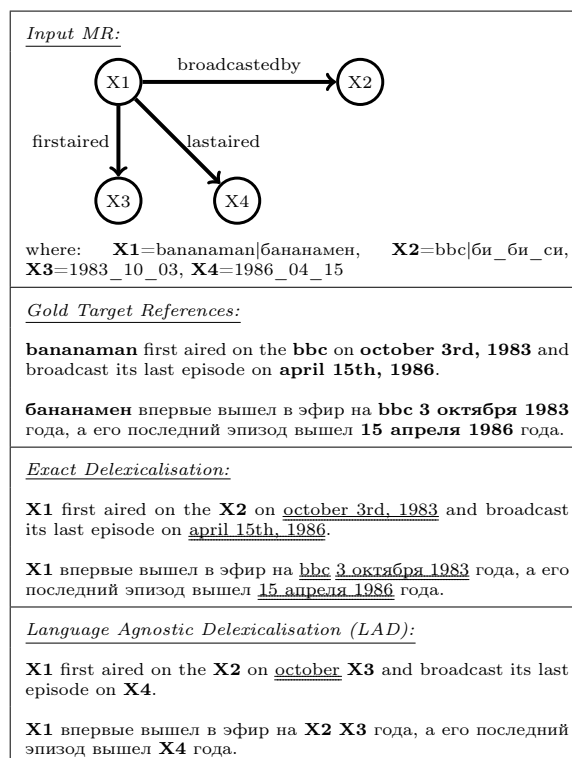 Input MR:
X1
broadcastedby
X2
firstaired
lastaired
X3
X4
where: X1=bananaman|бананамен, X2=bbc|би_би_си,
X3=1983_10_03, X4=1986_04_15
Gold Target References:
bananaman first aired on the bbc on october 3rd, 1983 and
broadcast its last episode on april 15th, 1986.
бананамен впервые вышел в эфир на bbc 3 октября 1983
года, а его последний эпизод вышел 15 апреля 1986 года.
Exact Delexicalisation:
X1 first aired on the X2 on october 3rd, 1983 and broadcast
its last episode on april 15th, 1986.
X1 впервые вышел в эфир на bbc 3 октября 1983 года, а его
последний эпизод вышел 15 апреля 1986 года.
Language Agnostic Delexicalisation (LAD):
X1 first aired on the X2 on october X3 and broadcast its last
episode on X4.
X1 впервые вышел в эфир на X2 X3 года, а его последний
эпизод вышел X4 года.